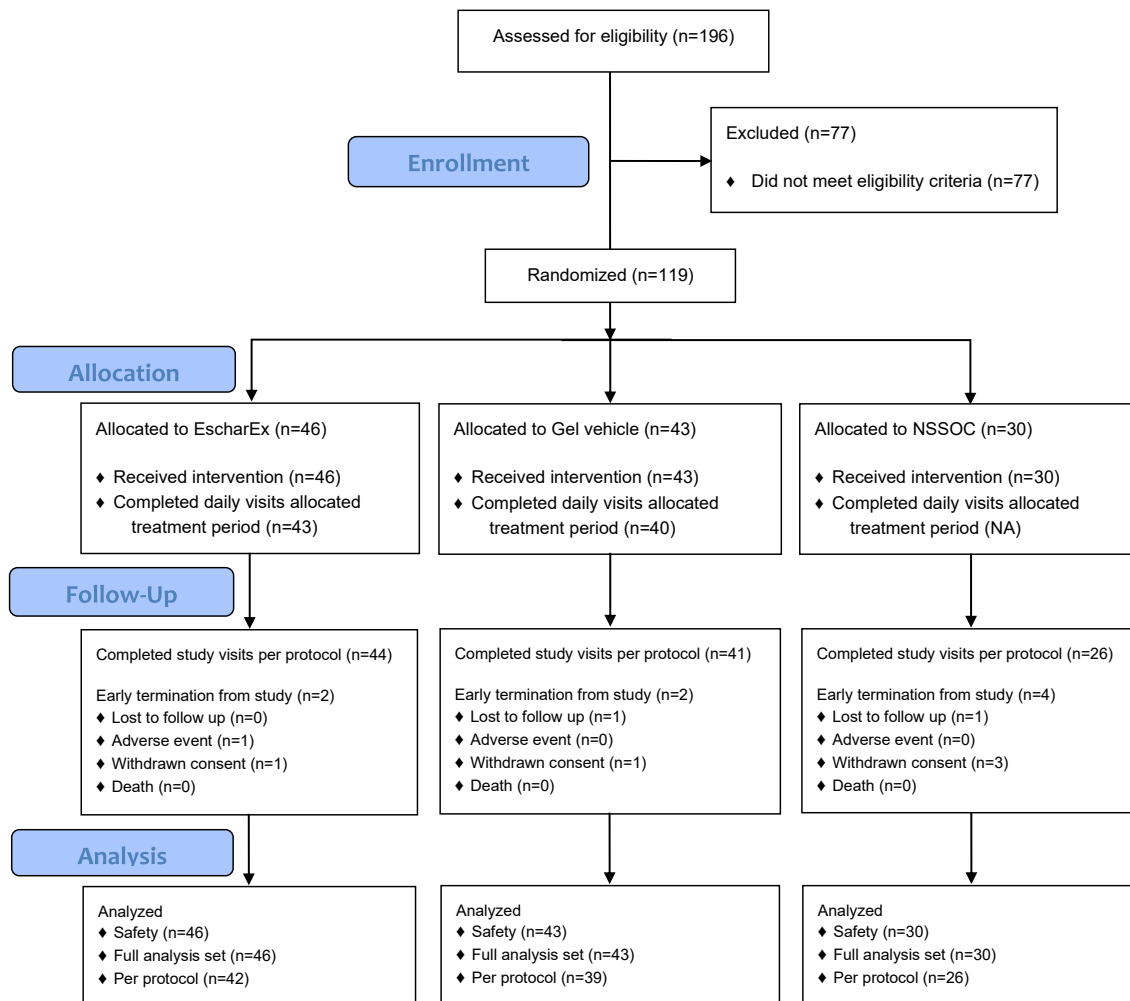 Assessed for eligibility (n=196)
Enrollment
Excluded (n=77)
♦ Did not meet eligibility criteria (n=77)
Randomized (n=119)
Allocation
Allocated to EscharEx (n=46)
♦ Received intervention (n=46)
♦ Completed daily visits allocated
treatment period (n=43)
Allocated to Gel vehicle (n=43)
♦ Received intervention (n=43)
♦ Completed daily visits allocated
treatment period (n=40)
Allocated to NSSOC (n=30)
♦ Received intervention (n=30)
♦ Completed daily visits allocated
treatment period (NA)
Follow-Up
Completed study visits per protocol (n=44)
Early termination from study (n=2)
♦ Lost to follow up (n=0)
♦ Adverse event (n=1)
♦ Withdrawn consent (n=1)
♦ Death (n=0)
Completed study visits per protocol (n=41)
Early termination from study (n=2)
♦ Lost to follow up (n=1)
♦ Adverse event (n=0)
♦ Withdrawn consent (n=1)
♦ Death (n=0)
Completed study visits per protocol (n=26)
Early termination from study (n=4)
♦ Lost to follow up (n=1)
♦ Adverse event (n=0)
♦ Withdrawn consent (n=3)
♦ Death (n=0)
Analysis
Analyzed
♦ Safety (n=46)
♦ Full analysis set (n=46)
♦ Per protocol (n=42)
Analyzed
♦ Safety (n=43)
♦ Full analysis set (n=43)
♦ Per protocol (n=39)
Analyzed
♦ Safety (n=30)
♦ Full analysis set (n=30)
♦ Per protocol (n=26)